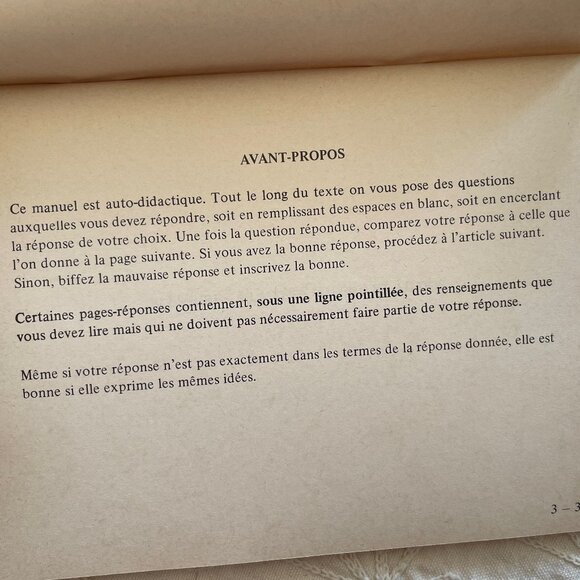 AVANT-PROPOS
Ce manuel est auto-didactique. Tout le long du texte on vous pose des questions
auxquelles vous devez répondre, soit en remplissant des espaces en blanc, soit en encerclant
la réponse de votre choix. Une fois la question répondue, comparez votre réponse à celle que
l'on donne à la page suivante. Si vous avez la bonne réponse, procédez à l'article suivant.
Sinon, biffez la mauvaise réponse et inscrivez la bonne.
Certaines pages-réponses contiennent, sous une ligne pointillée, des renseignements que
vous devez lire mais qui ne doivent pas nécessairement faire partie de votre réponse.
Même si votre réponse n'est pas exactement dans les termes de la réponse donnée, elle est
bonne si elle exprime les mêmes idées.
3 – 3